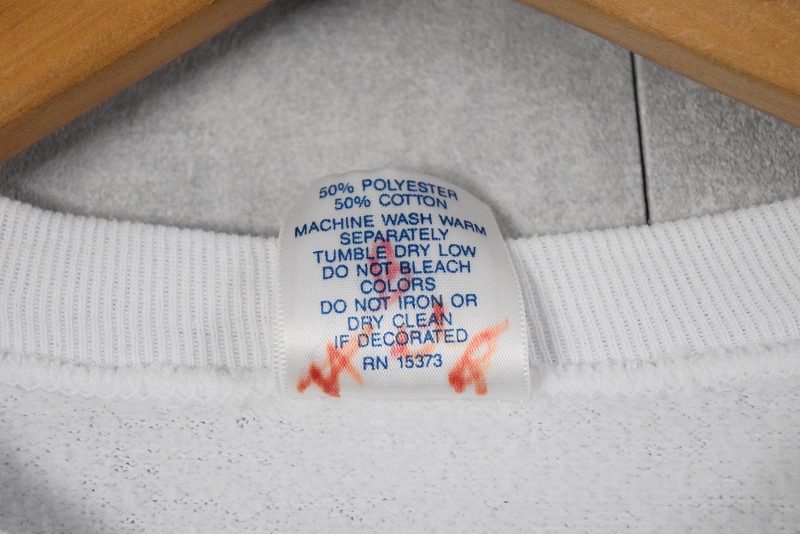 50% POLYESTER
50% COTTON
MACHINE WASH WARM
SEPARATELY
TUMBLE DRY LOW
DO NOT BLEACH
COLORS
DO NOT IRON OR
DRY CLEAN
IF DECORATED
RN 15373